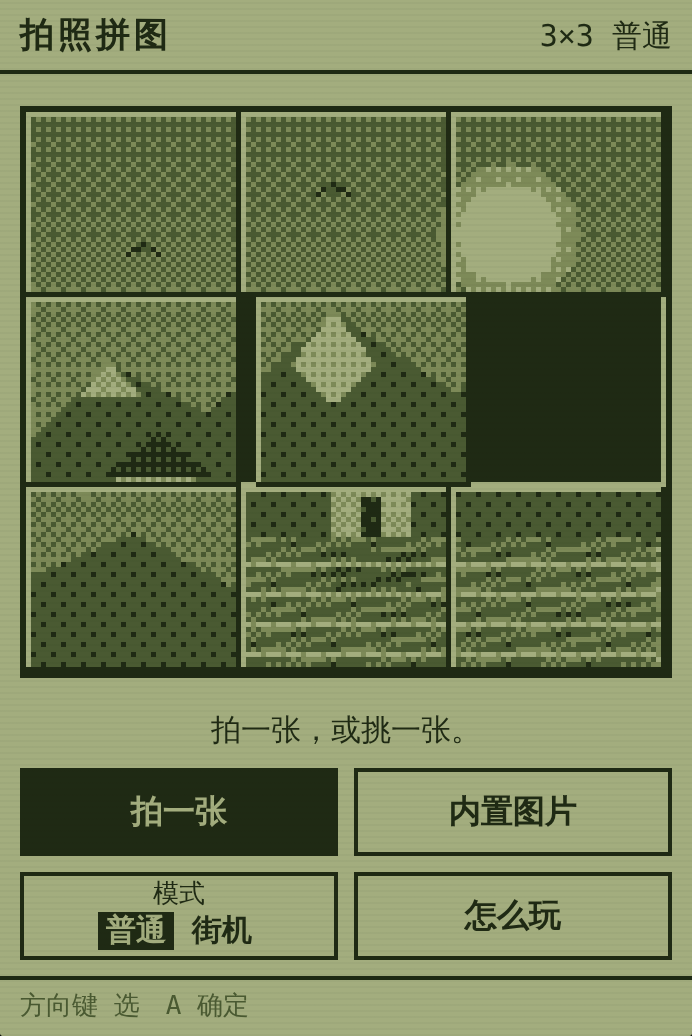 拍照拼图
3×3 普通
拍一张，或挑一张。
拍一张
内置图片
模式
普通 街机
怎么玩
方向键 选 A 确定